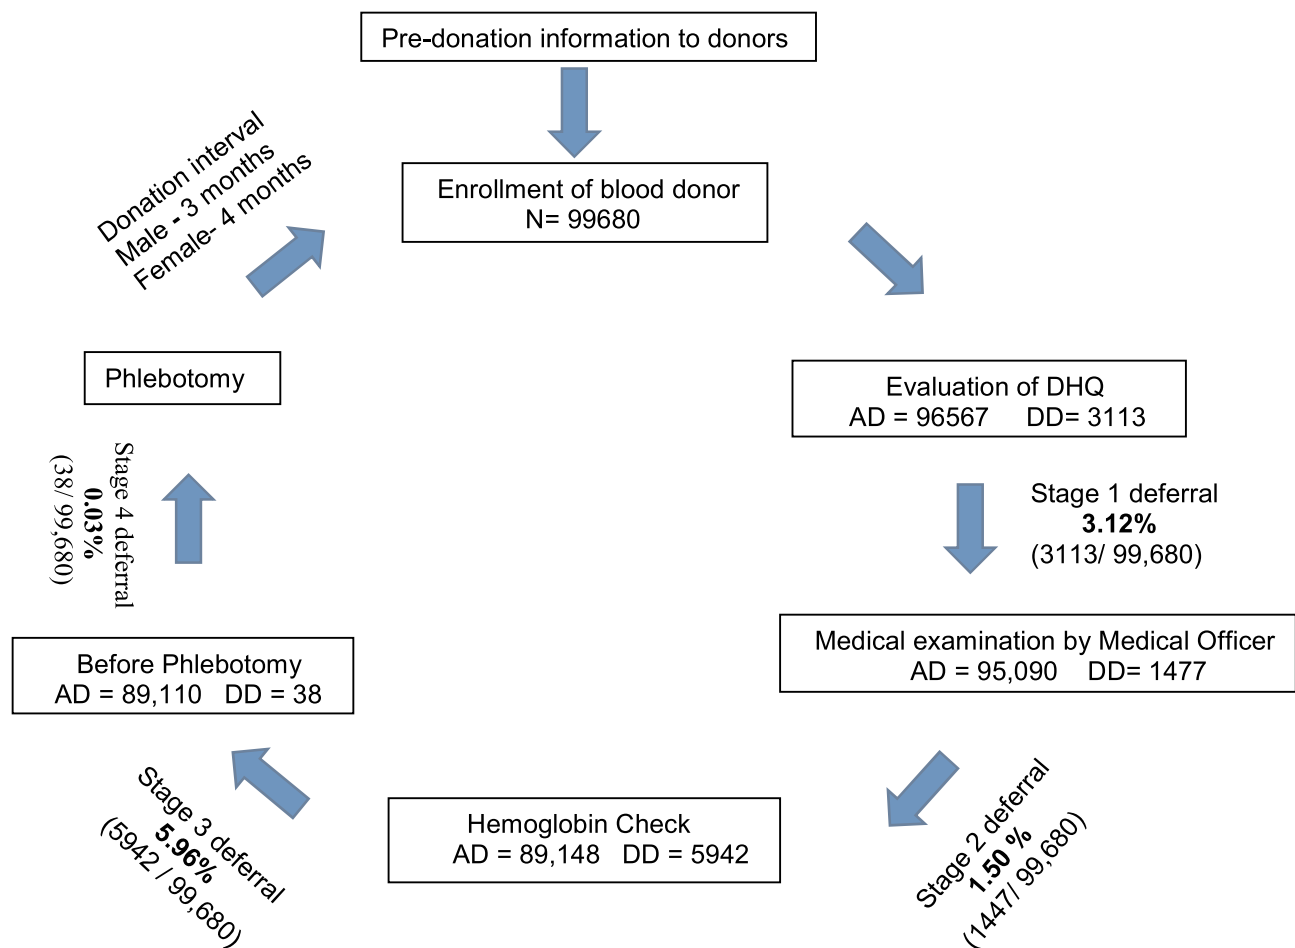 Pre-donation information to donors
Enrollment of blood donor
N= 99680
Evaluation of DHQ
AD = 96567 DD= 3113
Stage 1 deferral
3.12%
(3113/ 99,680)
Medical examination by Medical Officer
AD = 95,090 DD= 1477
Stage 2 deferral
1.50 %
(1447/ 99,680)
Hemoglobin Check
AD = 89,148 DD = 5942
Stage 3 deferral
5.96%
(5942 / 99,680)
Before Phlebotomy
AD = 89,110 DD = 38
Stage 4 deferral
0.03%
(38/ 99,680)
Phlebotomy
Donation interval
Male - 3 months
Female- 4 months